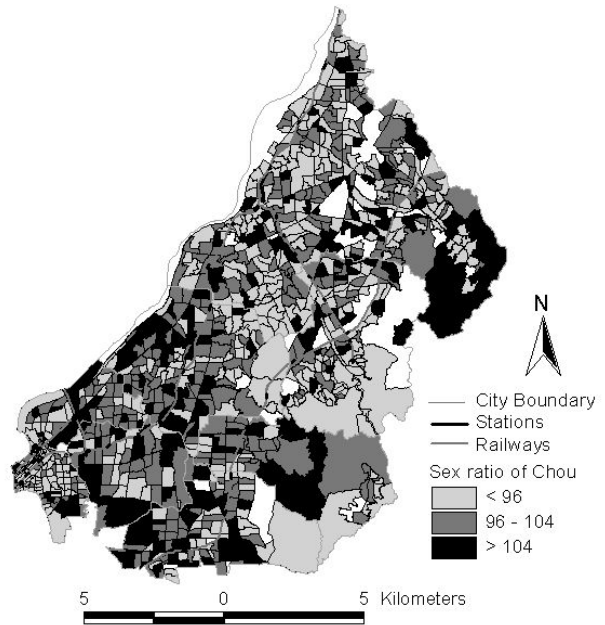 N
City Boundary
Stations
Railways
Sex ratio of Chou
< 96
96 - 104
> 104
5 0 5 Kilometers